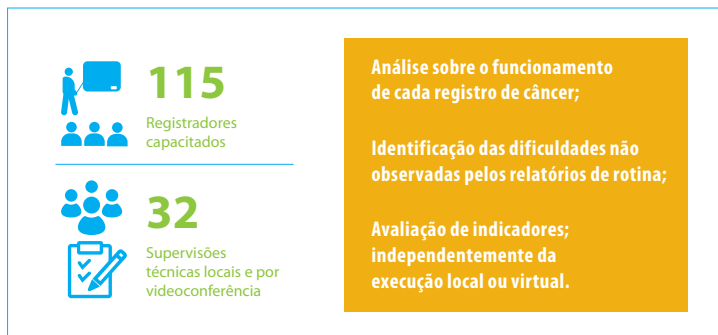 115
Registradores
capacitados
32
Supervisões
técnicas locais e por
videoconferência
Análise sobre o funcionamento
de cada registro de câncer;
Identificação das dificuldades não
observadas pelos relatórios de rotina;
Avaliação de indicadores;
independentemente da
execução local ou virtual.